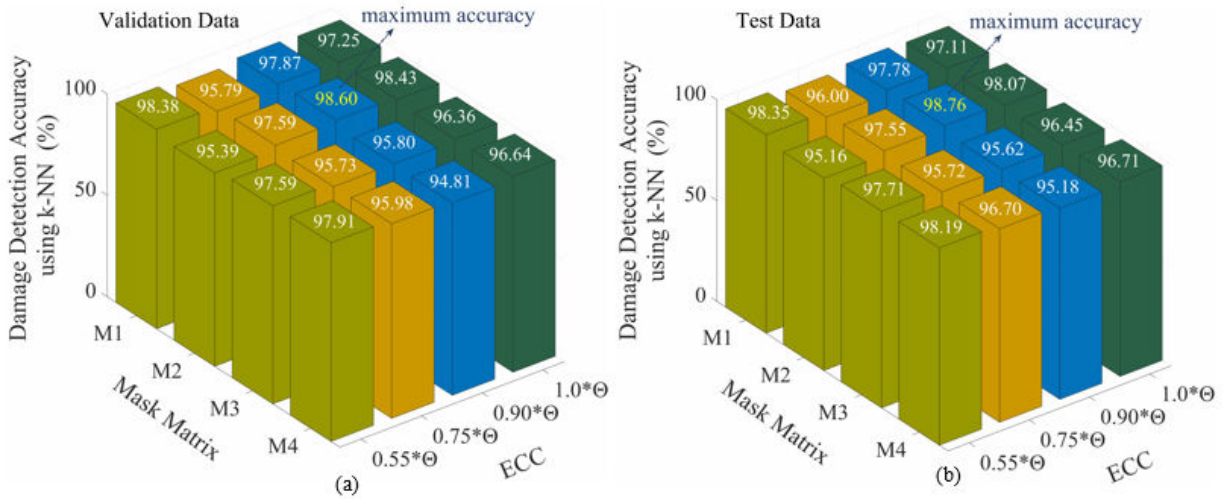 Validation Data
maximum accuracy
Damage Detetction Accuracy
using k-NN (%)
100
50
0
97.25
97.87
98.43
95.79
98.60
96.36
98.38
97.59
95.80
96.64
95.39
95.73
94.81
97.59
95.98
97.91
M1
M2
M3
M4
Mask Matrix
0.55*Θ
0.75*Θ
0.90*Θ
1.0*Θ
ECC
(a)
Test Data
maximum accuracy
Damage Detection Accuracy
using k-NN (%)
100
50
0
97.11
97.78
98.07
96.00
98.76
96.45
98.35
97.55
95.62
96.71
95.16
95.72
95.18
97.71
96.70
98.19
M1
M2
M3
M4
Mask Matrix
0.55*Θ
0.75*Θ
0.90*Θ
1.0*Θ
ECC
(b)